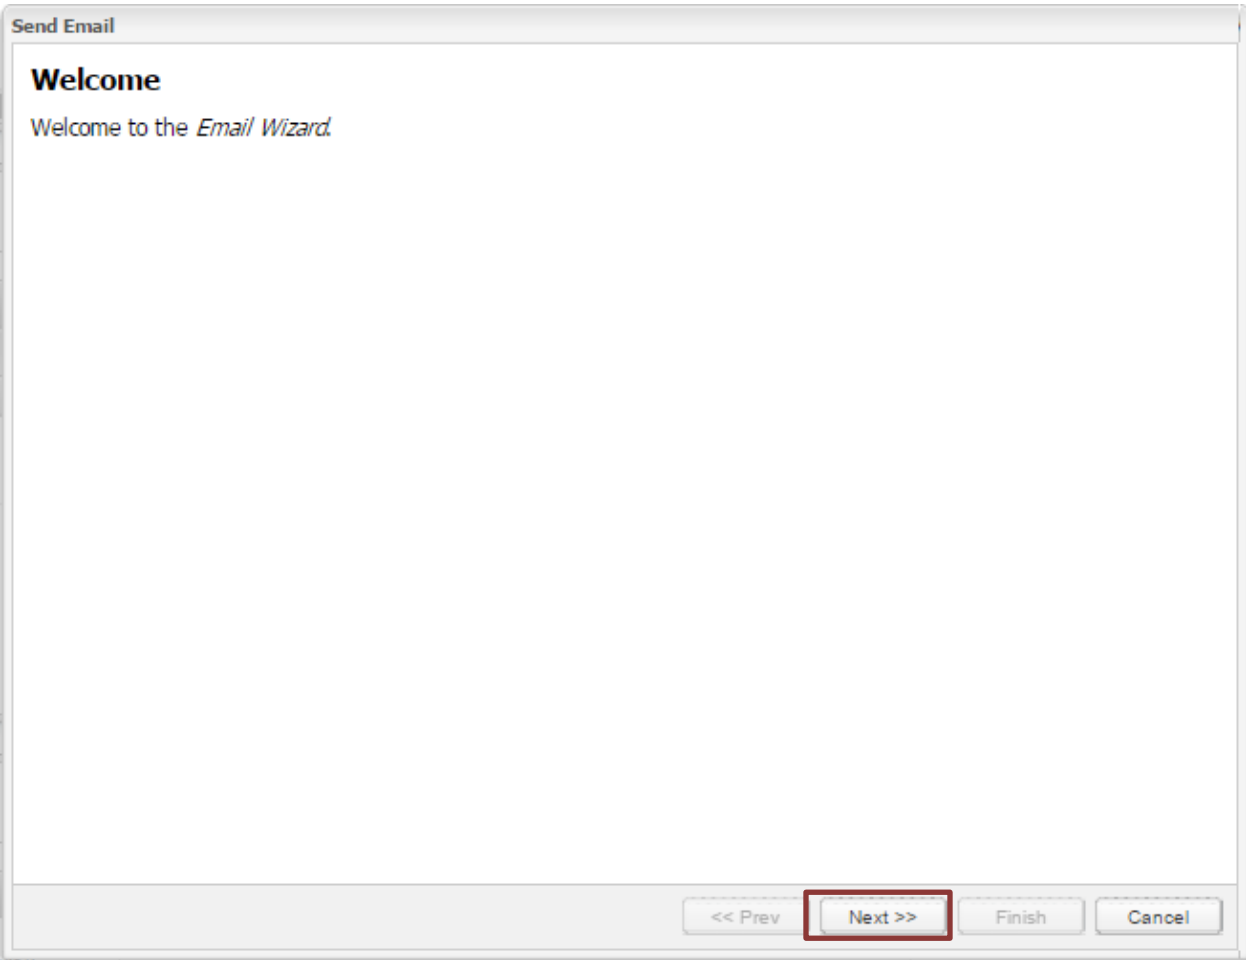 Send Email
Welcome
Welcome to the Email Wizard.
<< Prev
Next >>
Finish
Cancel